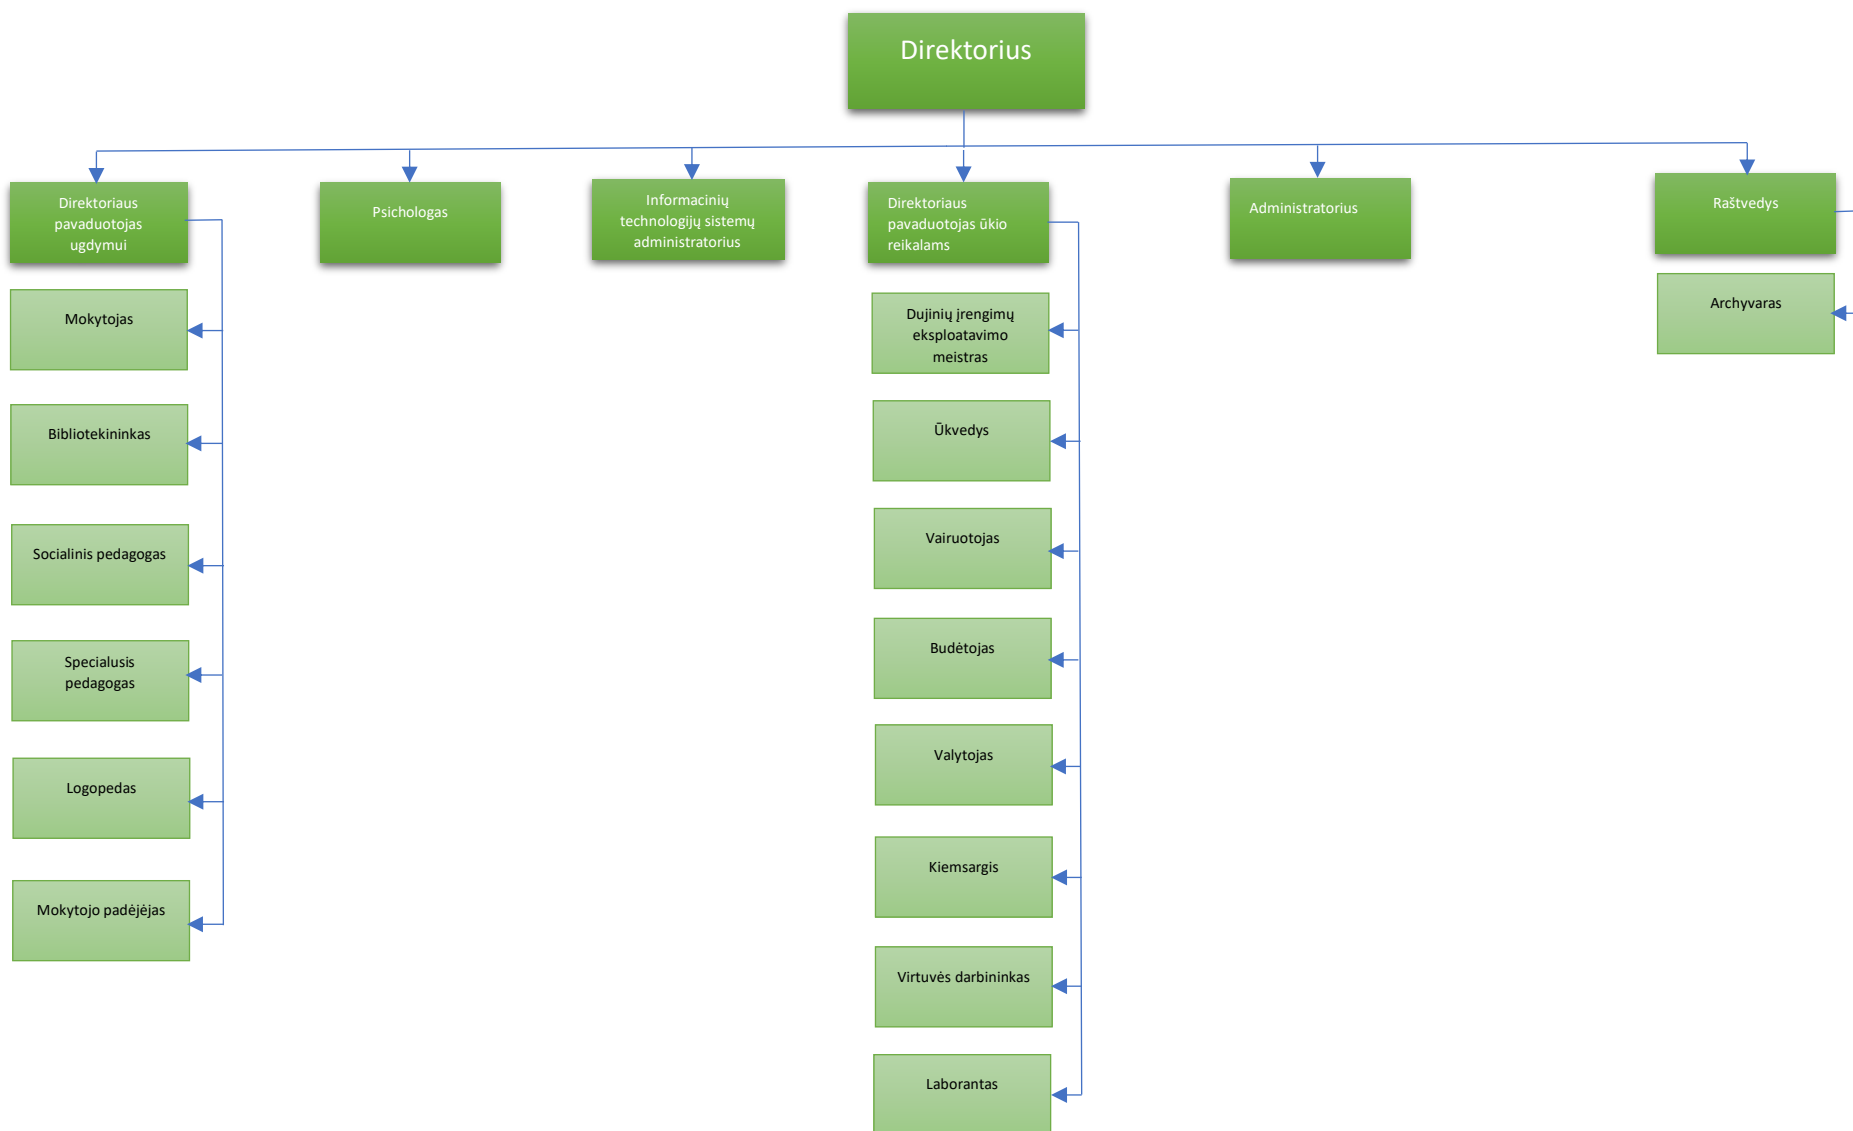 Direktorius
Direktoriaus
pavaduotojas
ugdymui
Psichologas
Informacinių
technologijų sistemų
administratorius
Direktoriaus
pavaduotojas ūkio
reikalams
Administratorius
Raštvedys
Mokytojas
Bibliotekininkas
Socialinis pedagogas
Specialusis
pedagogas
Logopedas
Mokytojo padėjėjas
Dujinių įrengimų
eksploatavimo
meistras
Ūkvedys
Vairuotojas
Budėtojas
Valytojas
Kiemsargis
Virtuvės darbininkas
Laborantas
Archyvaras